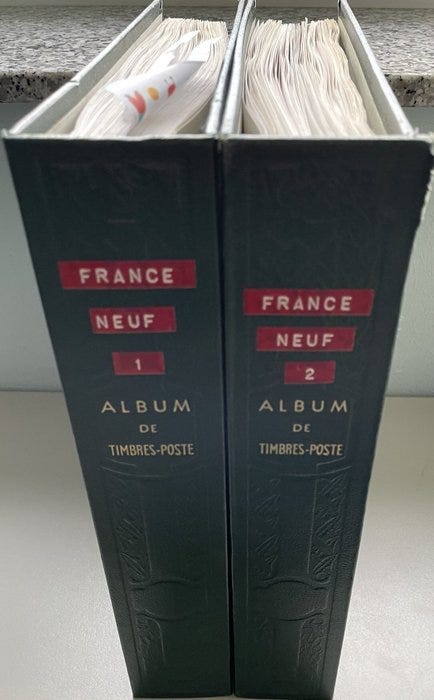 FRANCE
NEUF
1
ALBUM
DE
TIMBRES-POSTE
FRANCE
NEUF
2
ALBUM
DE
TIMBRES-POSTE